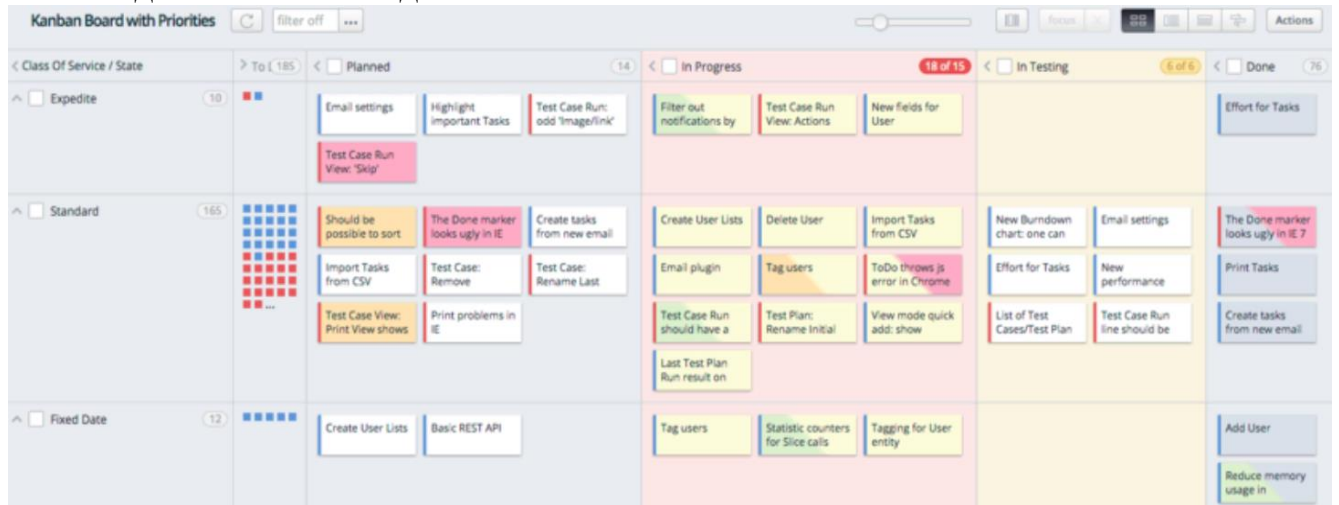 Kanban Board with Priorities
filter off
...
focus
Actions
Class Of Service / State
To D
185
Planned
14
In Progress
18 of 15
In Testing
6 of 6
Done
76
Expedite
10
Email settings
Highlight
important Tasks
Test Case Run:
odd 'Image/link'
Test Case Run
View: 'Skip'
Filter out
notifications by
Test Case Run
View: Actions
New fields for
User
Effort for Tasks
Standard
165
Should be
possible to sort
The Done marker
looks ugly in IE
Create tasks
from new email
Import Tasks
from CSV
Test Case:
Remove
Test Case:
Rename Last
Test Case View:
Print View shows
Print problems in
IE
Create User Lists
Delete User
Import Tasks
from CSV
Email plugin
Tag users
ToDo throws js
error in Chrome
Test Case Run
should have a
Test Plan:
Rename Initial
View mode quick
add: show
Last Test Plan
Run result on
New Burndown
chart: one can
Email settings
Effort for Tasks
New
performance
List of Test
Cases/Test Plan
Test Case Run
line should be
The Done marker
looks ugly in IE 7
Print Tasks
Create tasks
from new email
...
Fixed Date
12
Create User Lists
Basic REST API
Tag users
Statistic counters
for Slice calls
Tagging for User
entity
Add User
Reduce memory
usage in